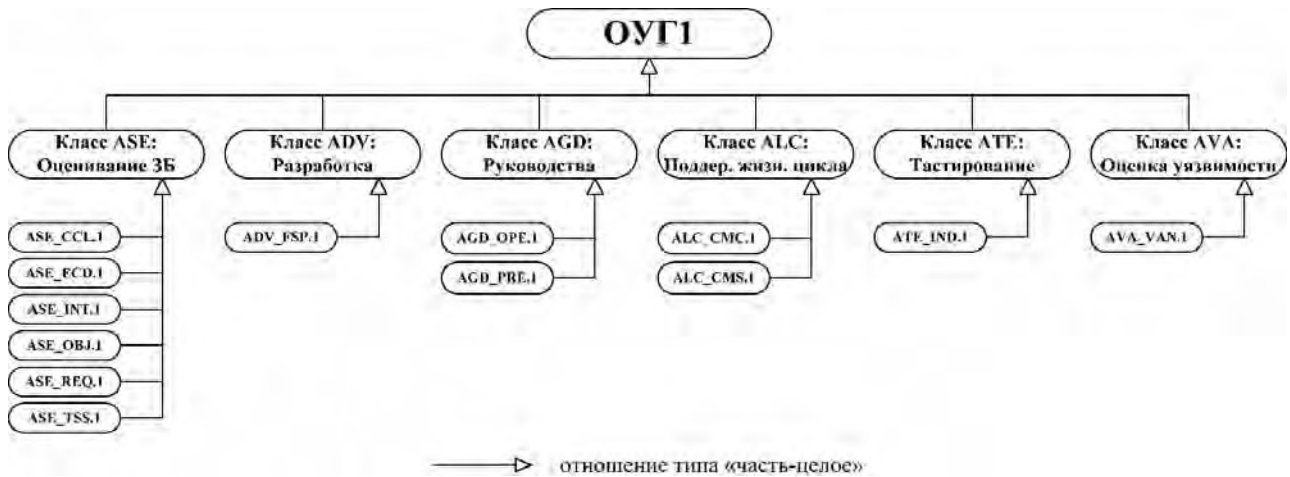 ОУГ1
Класс ASE:
Оценивание ЗБ
Класс ADV:
Разработка
Класс AGD:
Руководства
Класс ALC:
Поддер. жизн. цикла
Класс ATE:
Тастирование
Класс AVA:
Оценка уязвимости
ASE_CCL.1
ASE_ECD.1
ASE_INT.1
ASE_OBJ.1
ASE_REQ.1
ASE_TSS.1
ADV_FSP.1
AGD_OPE.1
AGD_PRE.1
ALC_CMC.1
ALC_CMS.1
ATE_IND.1
AVA_VAN.1
отношение типа «часть-целое»